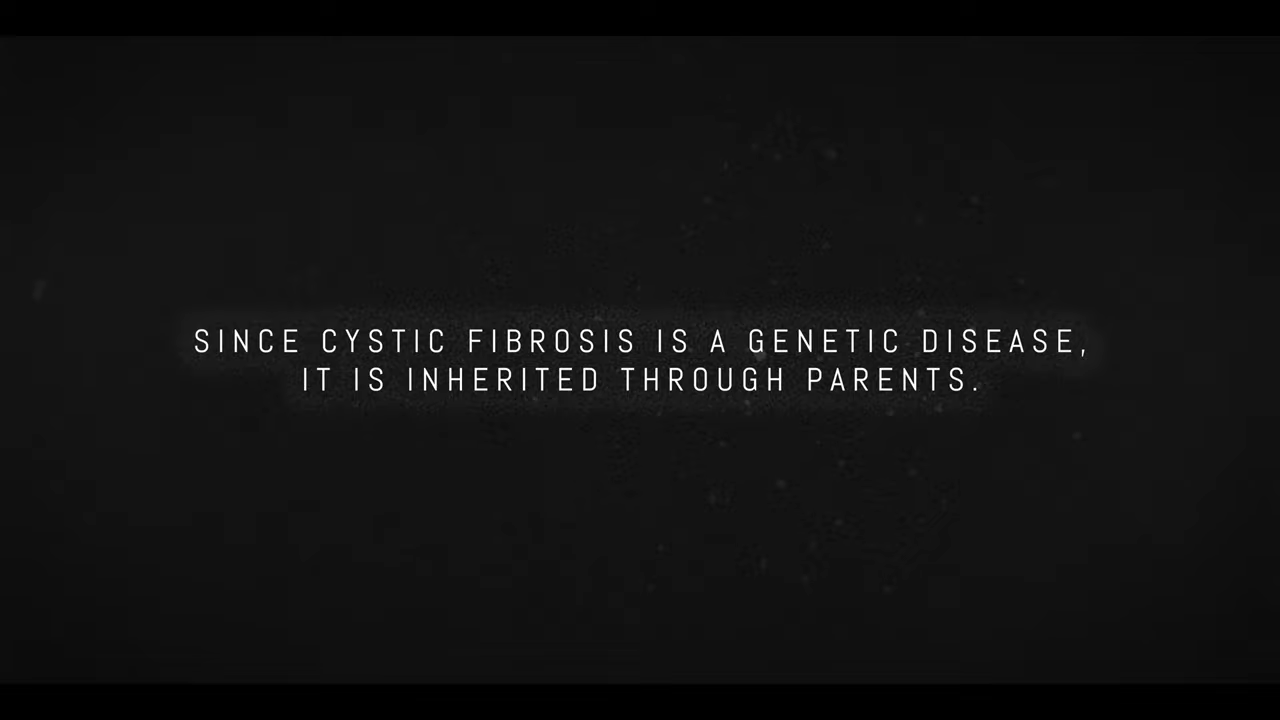 SINCE CYSTIC FIBROSIS IS A GENETIC DISEASE,
IT IS INHERITED THROUGH PARENTS.